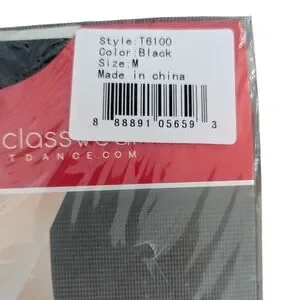 Style:T6100
Color:Black
Size:M
Made in china
8 88891 05659 3
classwear
TDANCE.COM